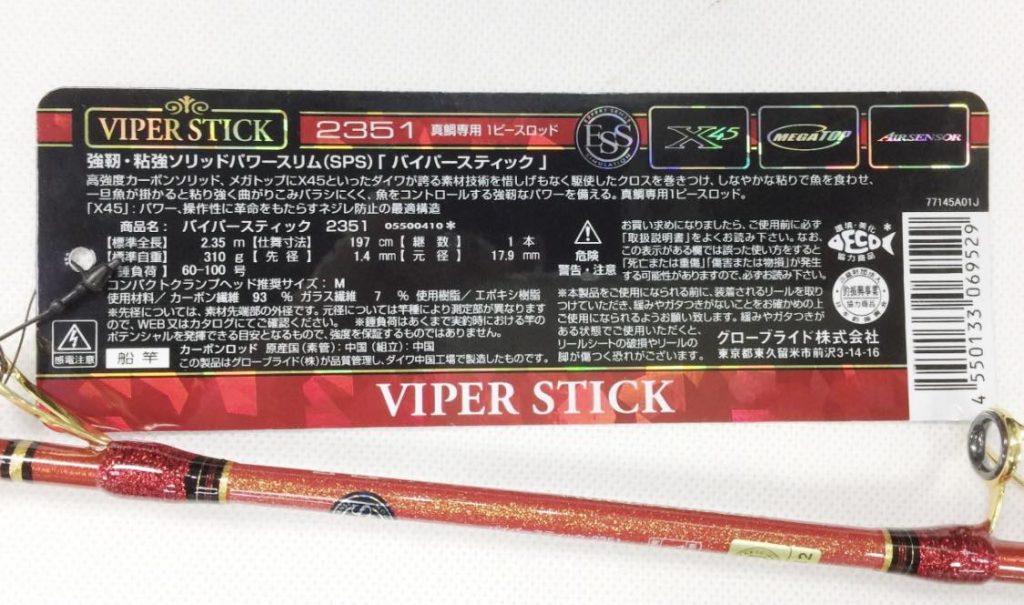 VIPER STICK 2351 真鯛専用 1ピースロッド
ESS X45 MEGATOP AIRSENSOR
強靭・粘強ソリッドパワースリム(SPS)「 バイパースティック 」
高強度カーボンソリッド、メガトップにX45といったダイワが誇る素材技術を惜しげもなく駆使したクロスを巻きつけ、しなやかな粘りで魚を食わせ、
一旦魚が掛かると粘り強く曲がりこみバラシにくく、魚をコントロールする強靭なパワーを備える。真鯛専用1ピースロッド。
「X45」: パワー、操作性に革命をもたらすネジレ防止の最適構造
77145A01J
商品名: バイパースティック 2351 05500410*
【標準全長】 2.35 m【仕舞寸法】 197 cm【 継 数 】 1 本
【標準自重】 310 g【 先 径 】 1.4 mm【 元 径 】 17.9 mm
錘負荷】 60-100 号
コンパクトクランプヘッド推奨サイズ: M
使用材料/ カーボン繊維 93 % ガラス繊維 7 % 使用樹脂/ エポキシ樹脂
※先径については、素材先端部の外径です。元径については竿種により測定部が異なります
ので、WEB又はカタログにてご確認ください。 ※錘負荷はあくまで実釣時における竿の
ポテンシャルを発揮できる目安となるもので、強度を保証するものではありません。
カーボンロッド 原産国(素管):中国(組立):中国
この製品はグローブライド(株)が品質管理し、ダイワ中国工場で製造したものです。
感電注意
船 竿
危険
警告・注意
お買い求めになりましたら、ご使用前に必ず
「取扱説明書」をよくお読み下さい。なお、
この表示がある欄では誤った使い方をすると
「死亡または重傷」「傷害または物損」が発生
する可能性がありますので、必ずお読み下さい。
※本製品をご使用になられる前に、装着されるリールを取り
つけていただき、緩みやガタつきがないことをお確かめの上
ご使用になられるようお願い致します。緩みやガタつきが
ある状態でご使用いただくと、
リールシートの破損やリールの
脚が傷つく恐れがございます。
環境・美化
ECO
協力商品
釣振興事業
協力商品
グローブライド株式会社
東京都東久留米市前沢3-14-16
4 550133 069529
VIPER STICK